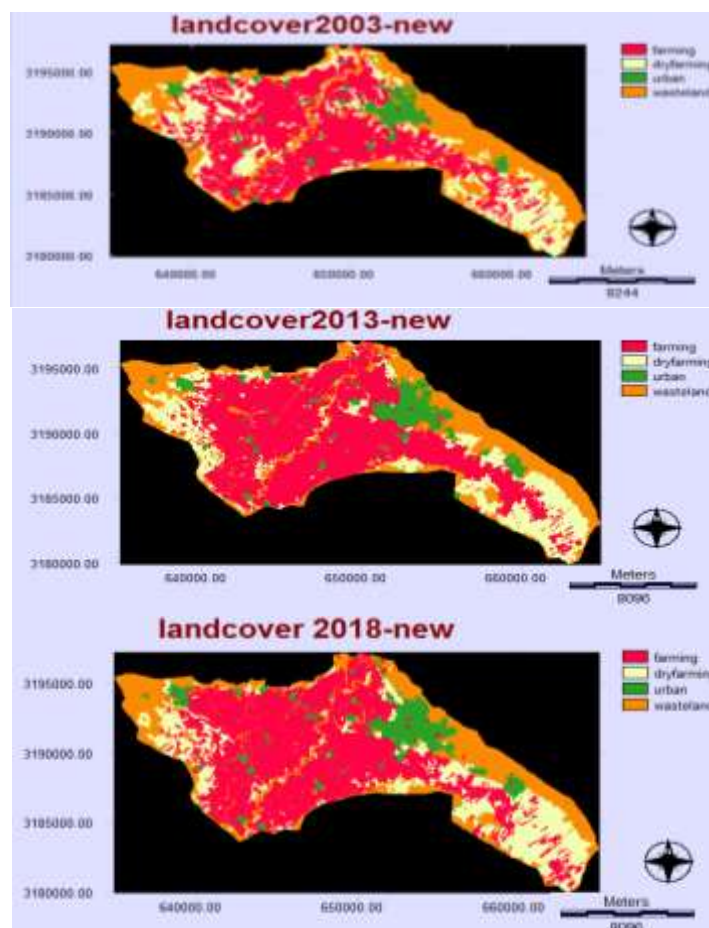 landcover2003-new
farming
dryfarming
urban
wasteland
3195000.00
3190000.00
3185000.00
3180000.00
640000.00
650000.00
660000.00
Meters
8244
landcover2013-new
farming
dryfarming
urban
wasteland
3195000.00
3190000.00
3185000.00
3180000.00
640000.00
650000.00
660000.00
Meters
8096
landcover 2018-new
farming
dryfarming
urban
wasteland
3195000.00
3190000.00
3185000.00
3180000.00
640000.00
650000.00
660000.00
Meters